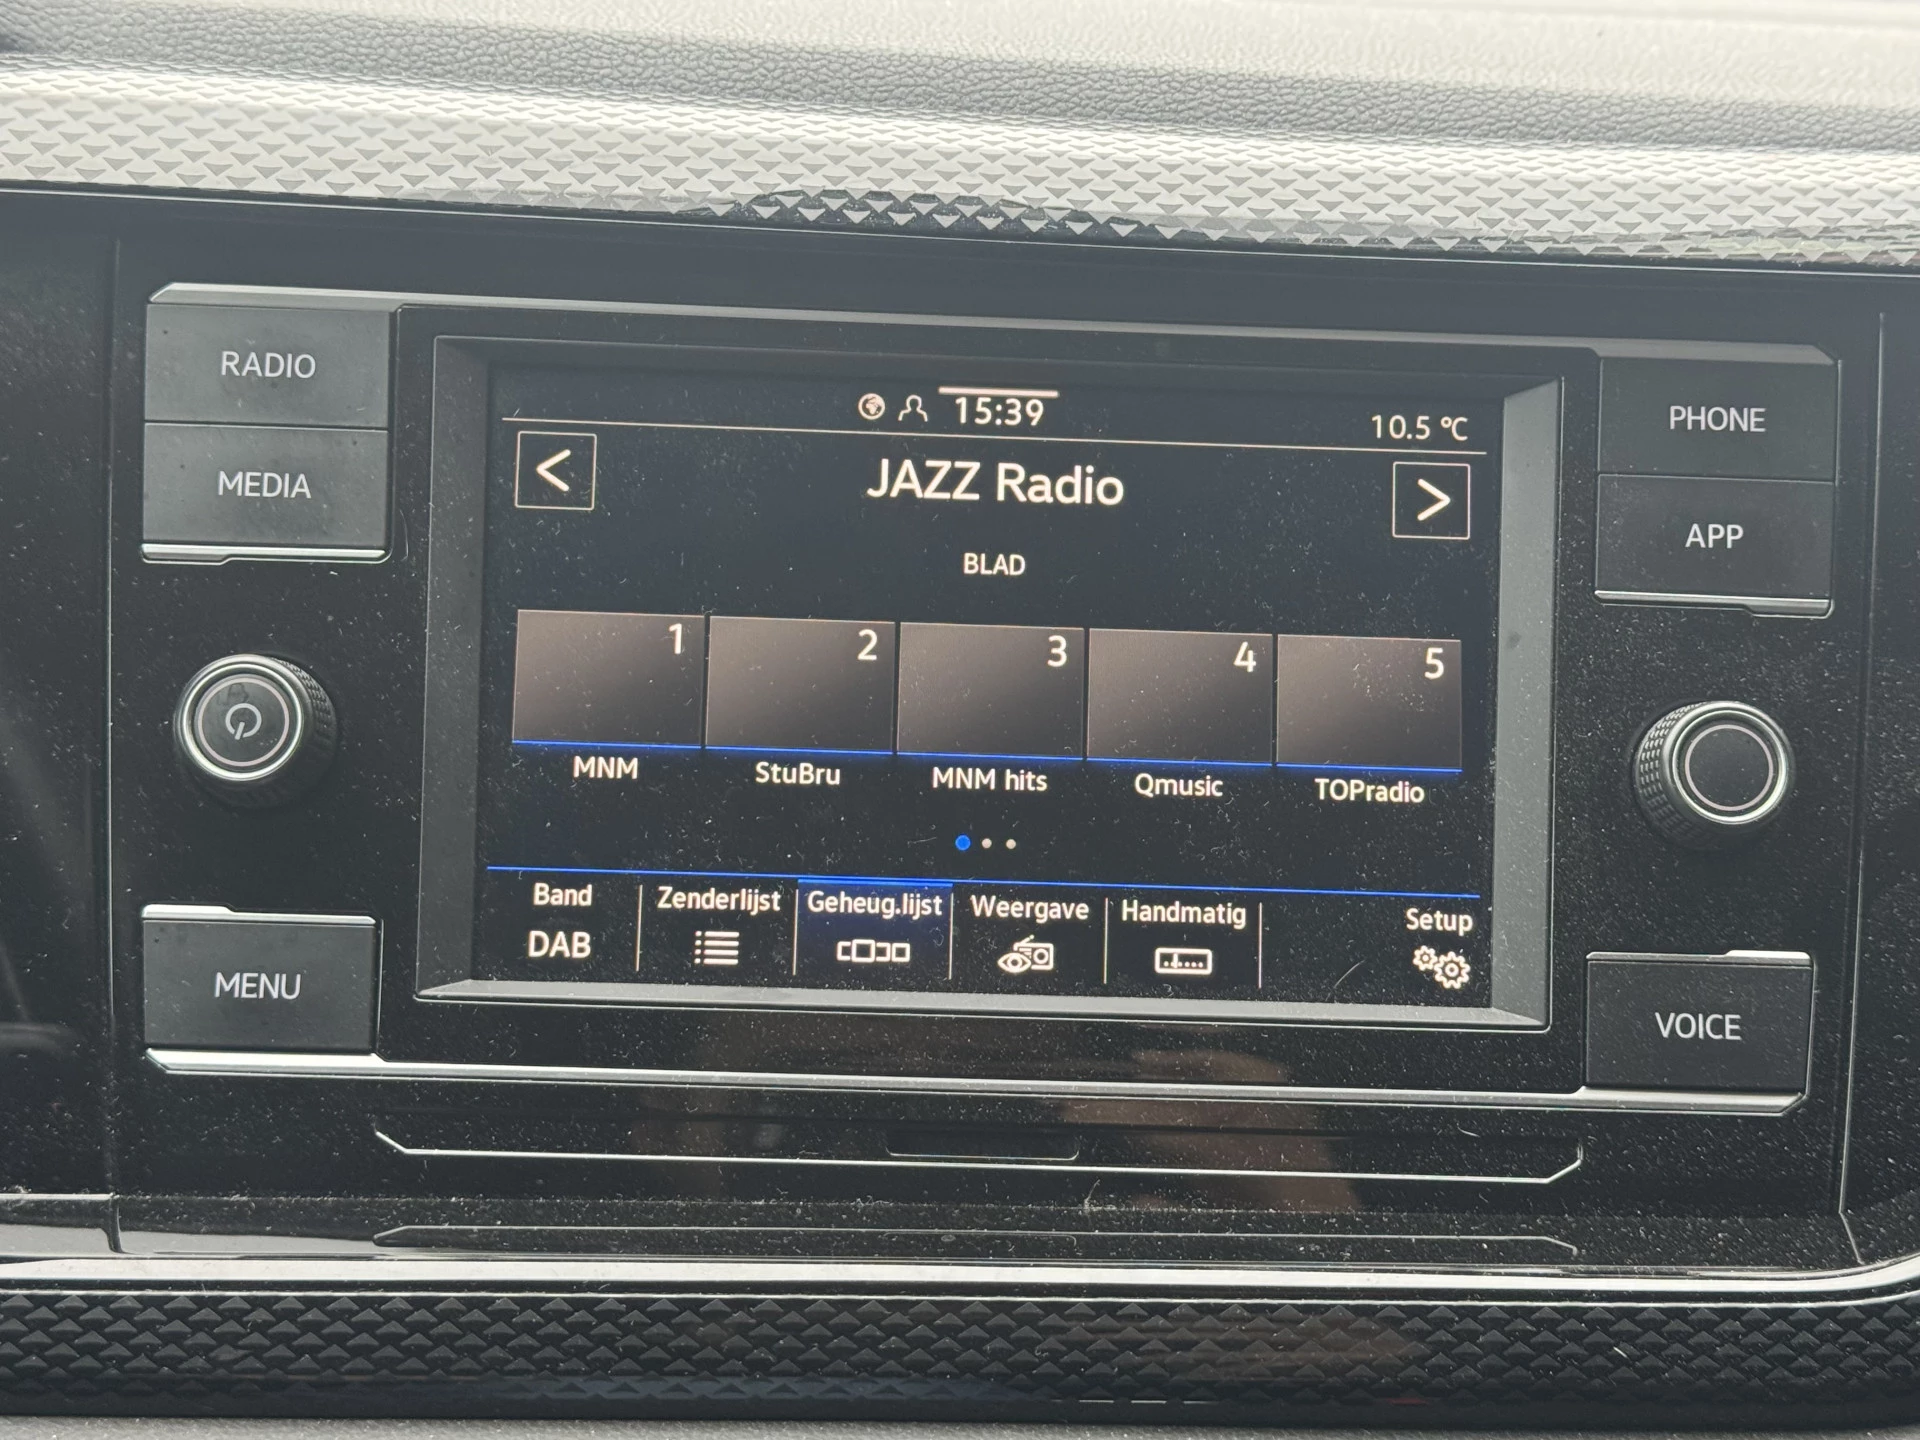 RADIO
MEDIA
MENU
15:39
10.5 °C
<
JAZZ Radio
>
BLAD
1 2 3 4 5
MNM StuBru MNM hits Qmusic TOPradio
Band Zenderlijst Geheug.lijst Weergave Handmatig Setup
DAB
PHONE
APP
VOICE